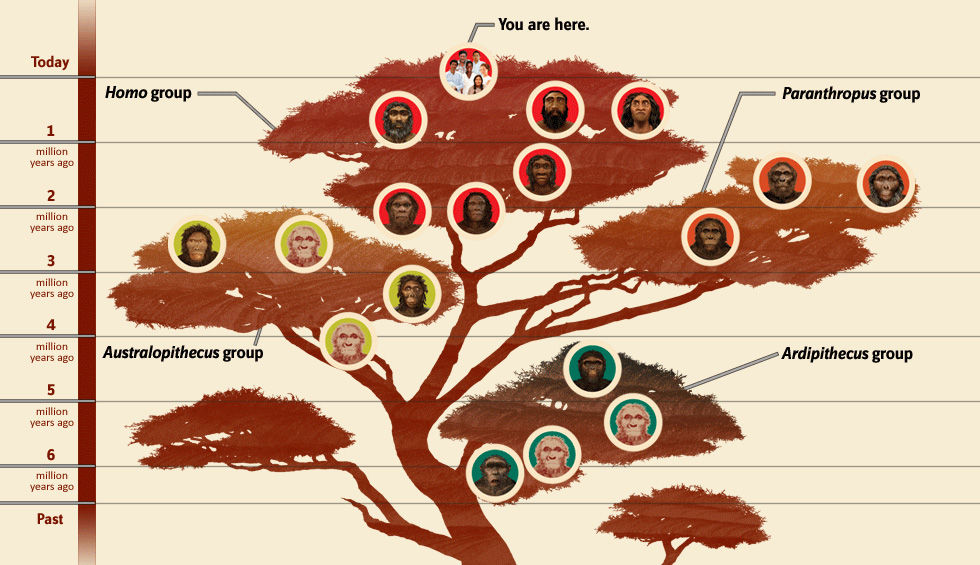 You are here.
Today
Homo group
Paranthropus group
1
million
years ago
2
million
years ago
3
million
years ago
4
million
years ago
Australopithecus group
Ardipithecus group
5
million
years ago
6
million
years ago
Past